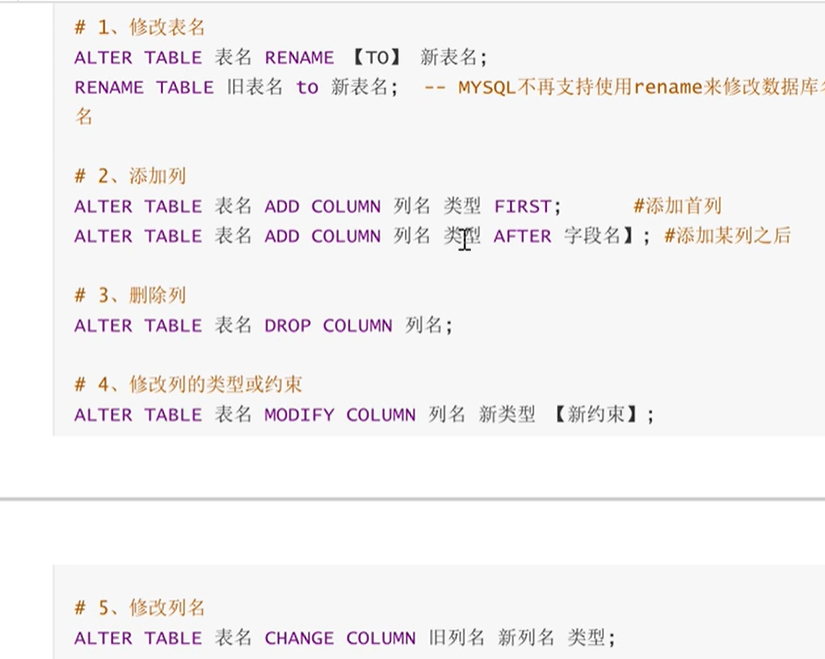 # 1、修改表名
ALTER TABLE 表名 RENAME 【TO】 新表名;
RENAME TABLE 旧表名 to 新表名; -- MYSQL不再支持使用rename来修改数据库
名
# 2、添加列
ALTER TABLE 表名 ADD COLUMN 列名 类型 FIRST; #添加首列
ALTER TABLE 表名 ADD COLUMN 列名 类型 AFTER 字段名】; #添加某列之后
# 3、删除列
ALTER TABLE 表名 DROP COLUMN 列名;
# 4、修改列的类型或约束
ALTER TABLE 表名 MODIFY COLUMN 列名 新类型 【新约束】;
# 5、修改列名
ALTER TABLE 表名 CHANGE COLUMN 旧列名 新列名 类型;